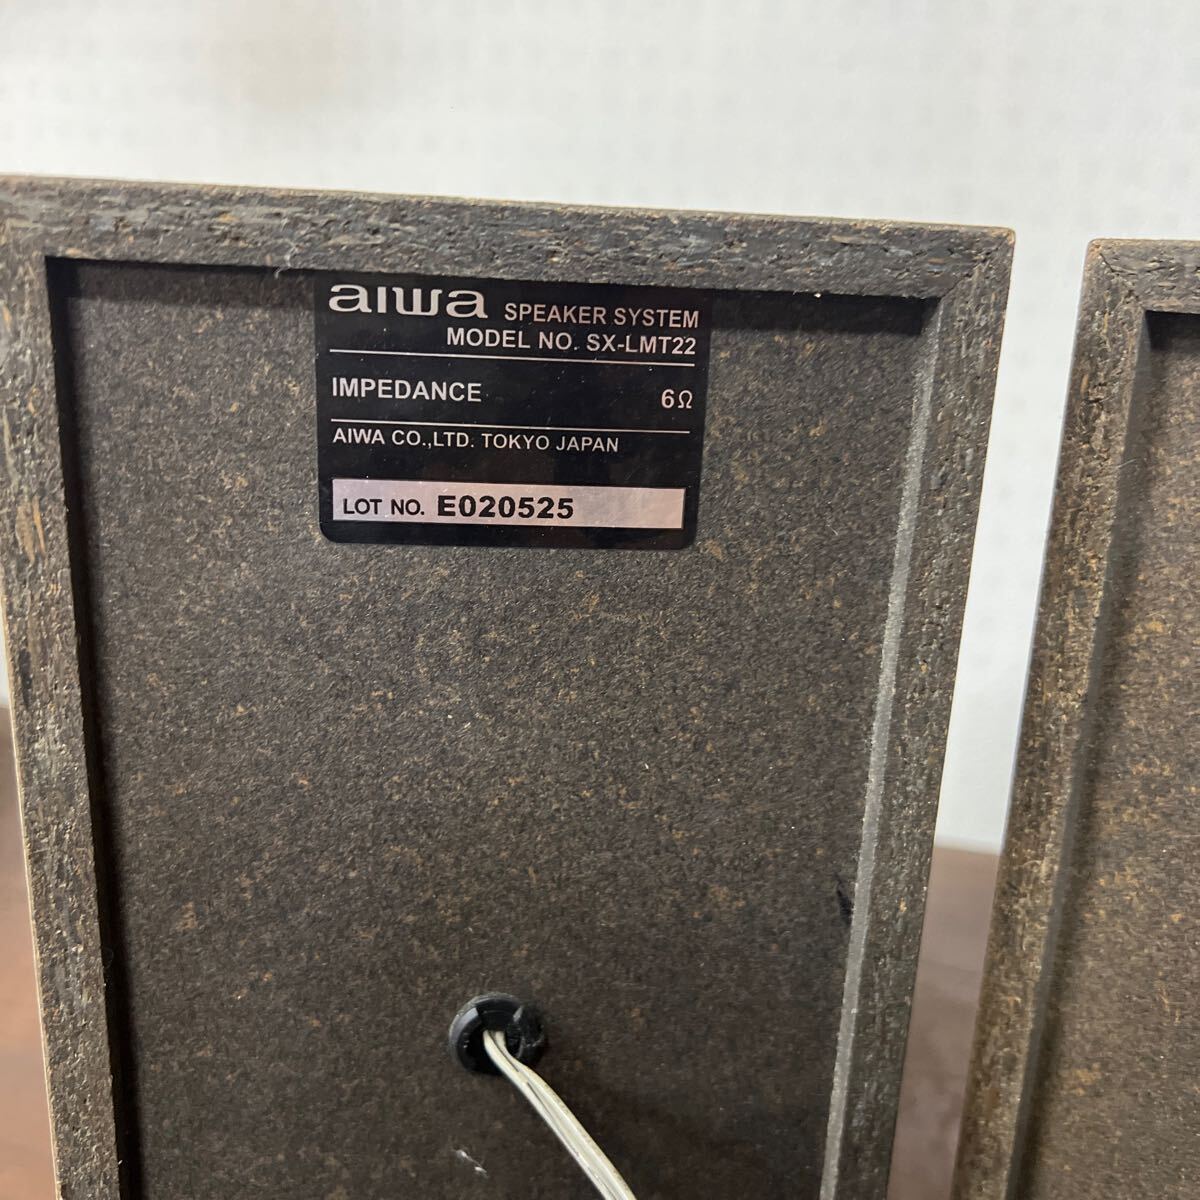 aiwa SPEAKER SYSTEM
MODEL NO. SX-LMT22
IMPEDANCE 6Ω
AIWA CO.,LTD. TOKYO JAPAN
LOT NO. E020525